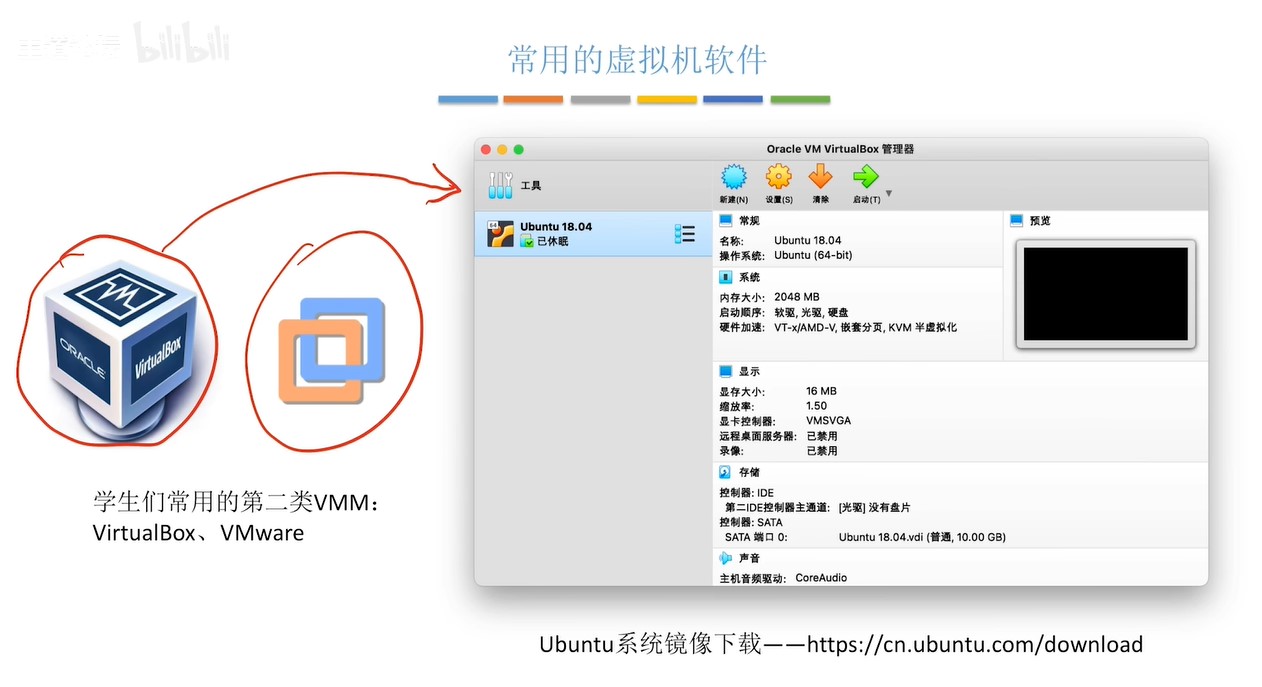 bilibili
常用的虚拟机软件
ORACLE
VirtualBox
学生们常用的第二类VMM：
VirtualBox、VMware
Oracle VM VirtualBox 管理器
工具
新建(N) 设置(S) 清除 启动(T)
64
Ubuntu 18.04
已休眠
常规
名称: Ubuntu 18.04
操作系统: Ubuntu (64-bit)
预览
系统
内存大小: 2048 MB
启动顺序: 软驱, 光驱, 硬盘
硬件加速: VT-x/AMD-V, 嵌套分页, KVM 半虚拟化
显示
显存大小: 16 MB
缩放率: 1.50
显卡控制器: VMSVGA
远程桌面服务器: 已禁用
录像: 已禁用
存储
控制器: IDE
第二IDE控制器主通道: [光驱] 没有盘片
控制器: SATA
SATA 端口 0: Ubuntu 18.04.vdi (普通, 10.00 GB)
声音
主机音频驱动: CoreAudio
Ubuntu系统镜像下载——https://cn.ubuntu.com/download